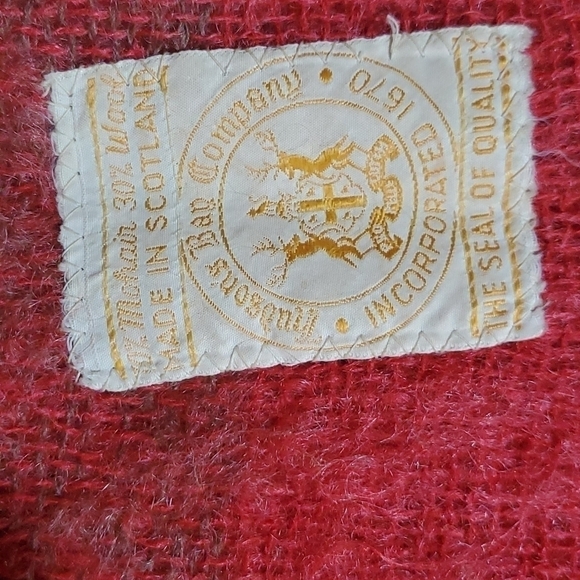 THE SEAL OF QUALITY
Hudson's Bay Company
INCORPORATED 1670
Mohair 30% Wool
MADE IN SCOTLAND